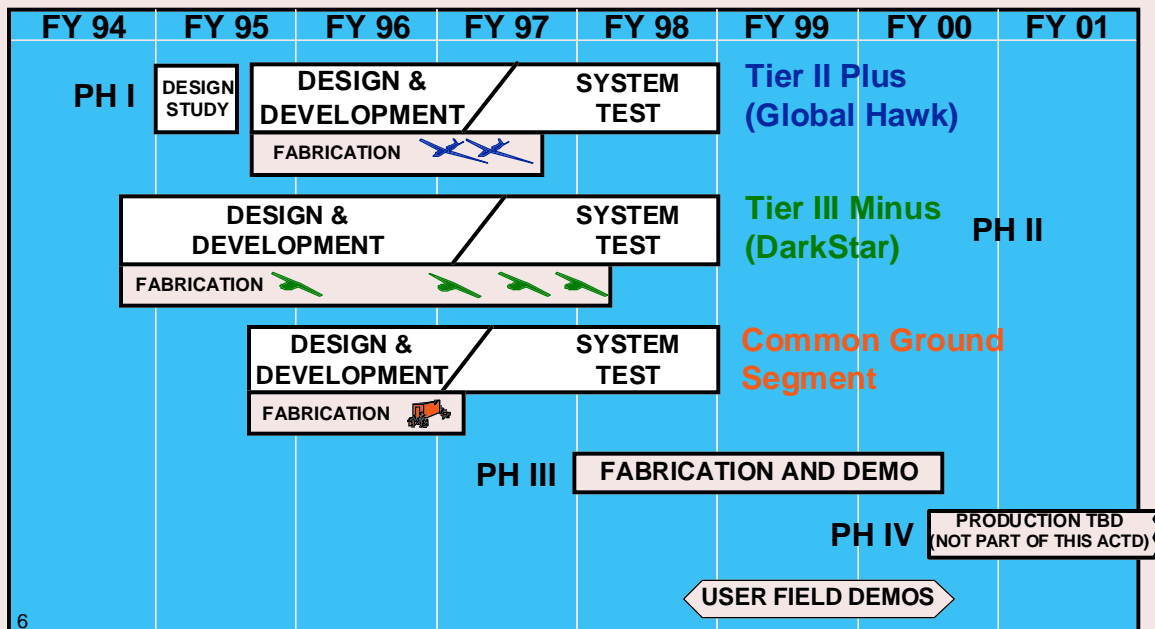 FY 94 FY 95 FY 96 FY 97 FY 98 FY 99 FY 00 FY 01
PH I
DESIGN
STUDY
DESIGN &
DEVELOPMENT
SYSTEM
TEST
Tier II Plus
(Global Hawk)
FABRICATION
DESIGN &
DEVELOPMENT
SYSTEM
TEST
Tier III Minus
(DarkStar)
PH II
FABRICATION
DESIGN &
DEVELOPMENT
SYSTEM
TEST
Common Ground
Segment
FABRICATION
PH III
FABRICATION AND DEMO
PH IV
PRODUCTION TBD
(NOT PART OF THIS ACTD)
USER FIELD DEMOS
6